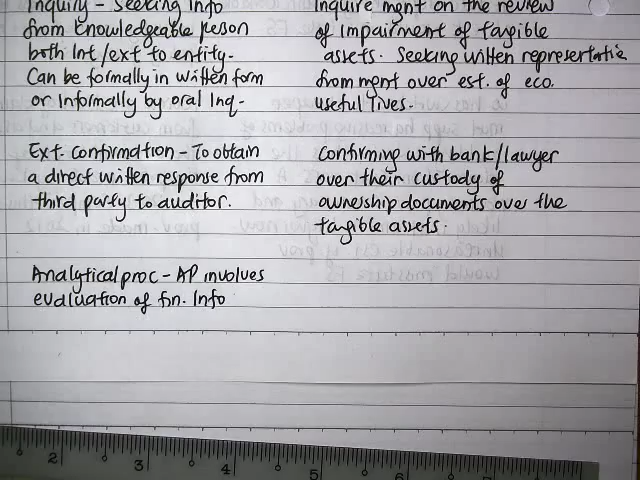 Inquiry - Seeking info
from knowledgeable person
both Int/ext to entity.
Can be formally in written form
or Informally by oral Inq.
Inquire mgnt on the review
of impairment of tangible
assets. Seeking written representatio
from mgnt over est. of eco.
useful lives.
Ext. confirmation - To obtain
a direct written response from
third party to auditor.
Confirming with bank/lawyer
over their custody of
ownership documents over the
tangible assets.
Analytical proc - AP involves
evaluation of fin. Info
2 3 4 5 6